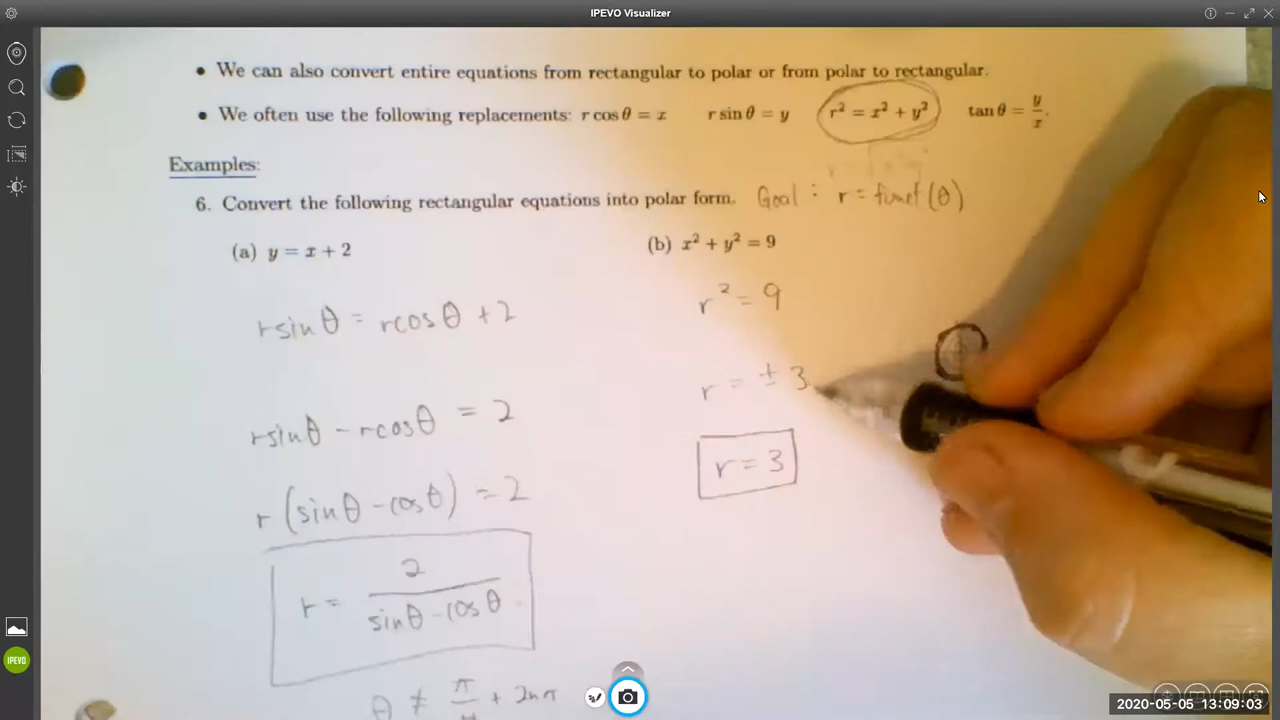 IPEVO Visualizer
• We can also convert entire equations from rectangular to polar or from polar to rectangular.
• We often use the following replacements: r cos θ = x r sin θ = y r² = x² + y² tan θ = y/x.
Examples:
6. Convert the following rectangular equations into polar form. Goal : r = funct (θ)
(a) y = x + 2
(b) x² + y² = 9
r sin θ = r cos θ + 2
r sin θ - r cos θ = 2
r (sin θ - cos θ) = 2
r = 2 / (sin θ - cos θ)
θ ≠ π/ + 2nπ
r² = 9
r = ± 3
r = 3
IPEVO
2020-05-05 13:09:03